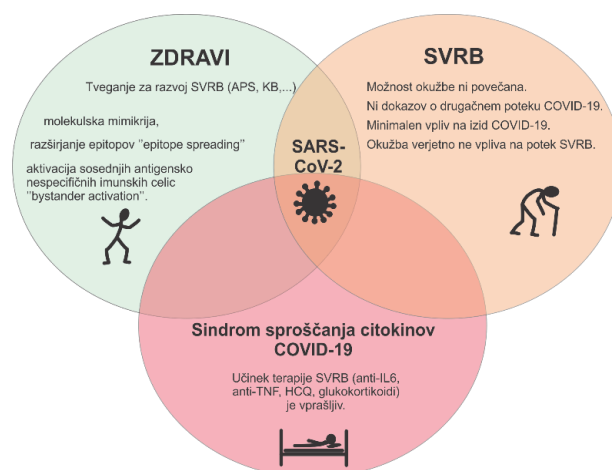 ZDRAVI
Tveganje za razvoj SVRB (APS, KB,...)
molekulska mimikrija,
razširjanje epitopov "epitope spreading"
aktivacija sosednjih antigensko
nespecifičnih imunskih celic
"bystander activation".
SVRB
Možnost okužbe ni povečana.
Ni dokazov o drugačnem poteku COVID-19.
Minimalen vpliv na izid COVID-19.
Okužba verjetno ne vpliva na potek SVRB.
SARS-
CoV-2
Sindrom sproščanja citokinov
COVID-19
Učinek terapije SVRB (anti-IL6,
anti-TNF, HCQ, glukokortikoidi)
je vprašljiv.